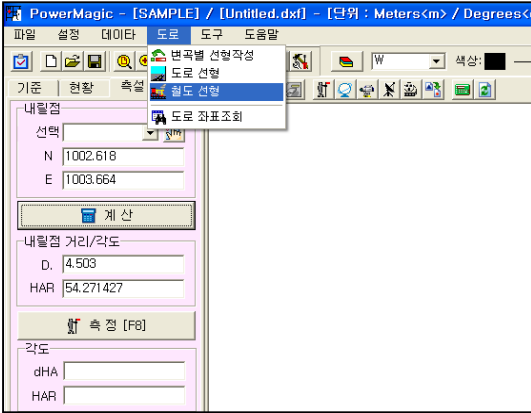 PowerMagic - [SAMPLE] / [Untitled.dxf] - [단위 : Meters<m> / Degrees<
파일 설정 데이타 도로 도구 도움말
변곡별 선형작성
도로 선형
철도 선형
도로 좌표조회
W
색상:
기준 현황 측설
내릴점
선택
N 1002.618
E 1003.664
계 산
내릴점 거리/각도
D. 4.503
HAR 54.271427
측 정 [F8]
각도
dHA
HAR